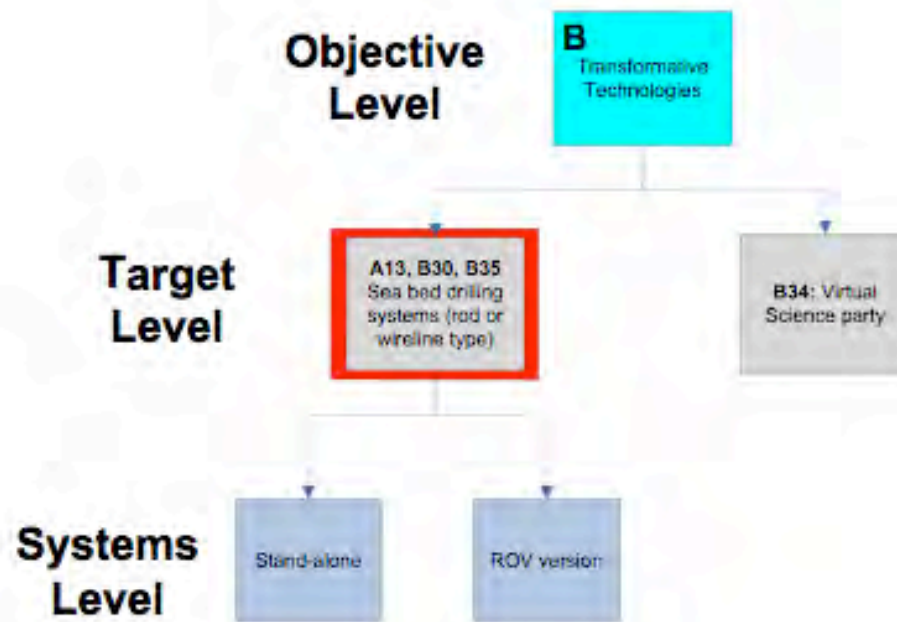 Objective
Level
B
Transformative
Technologies
Target
Level
A13, B30, B35
Sea bed drilling
systems (rod or
wireline type)
B34: Virtual
Science party
Systems
Level
Stand-alone
ROV version